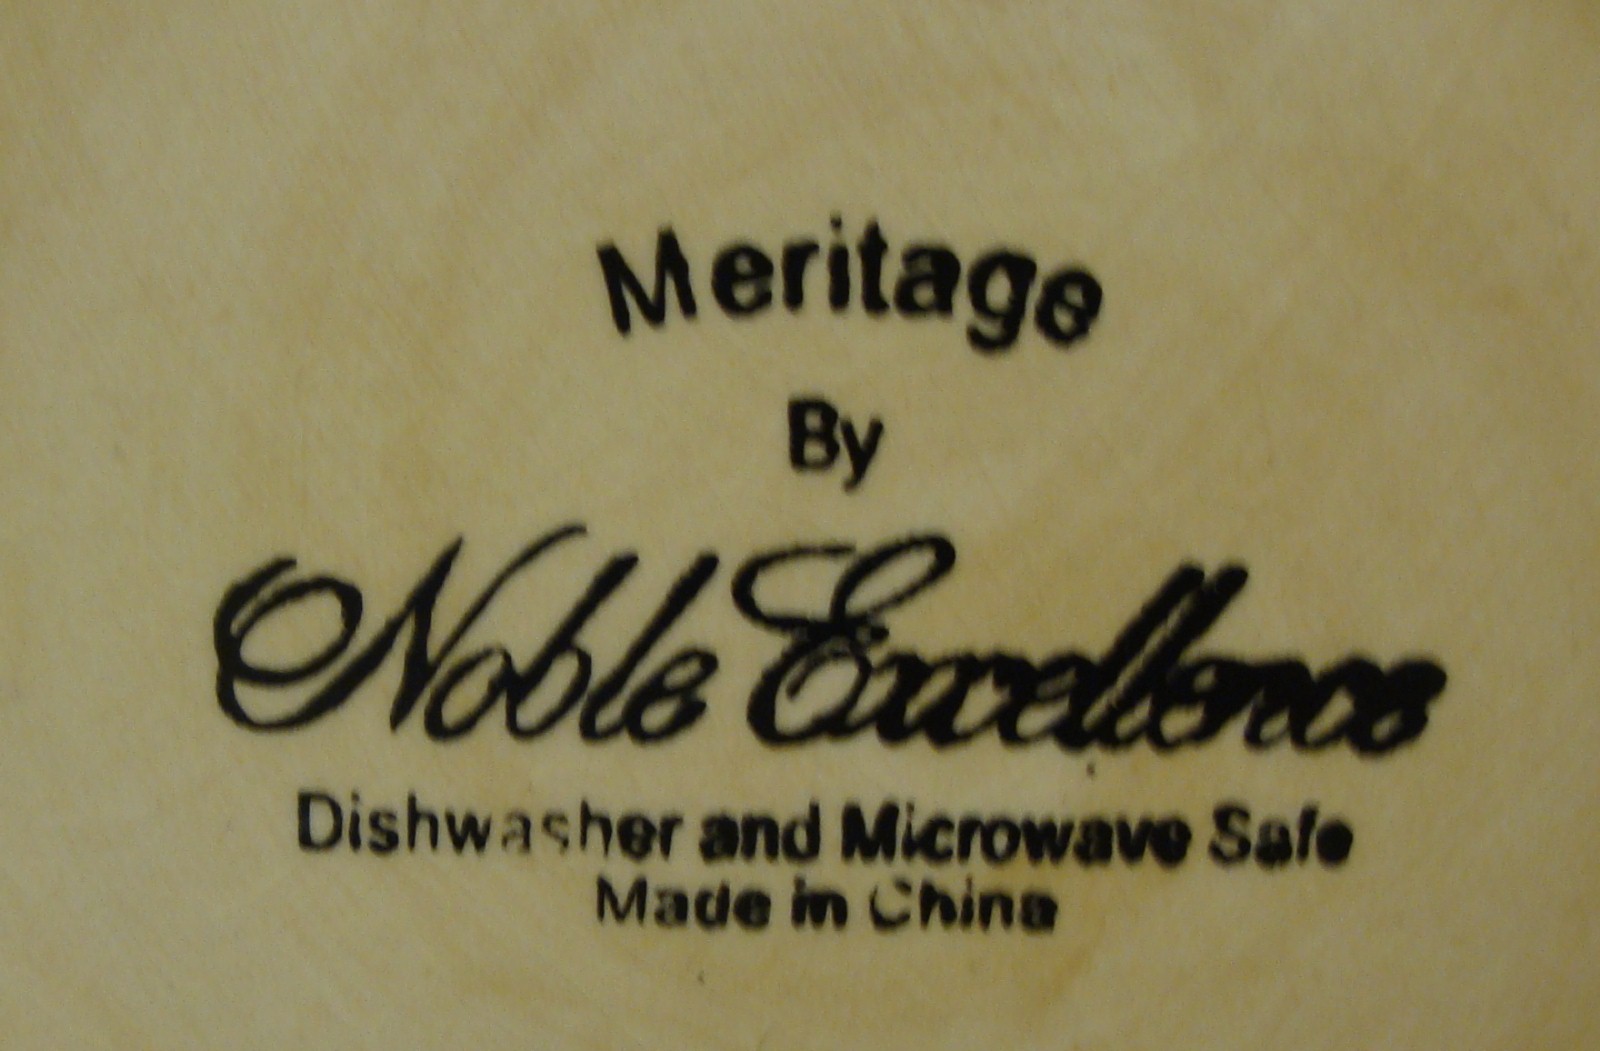 Meritage
By
Noble Excellence
Dishwasher and Microwave Safe
Made in China